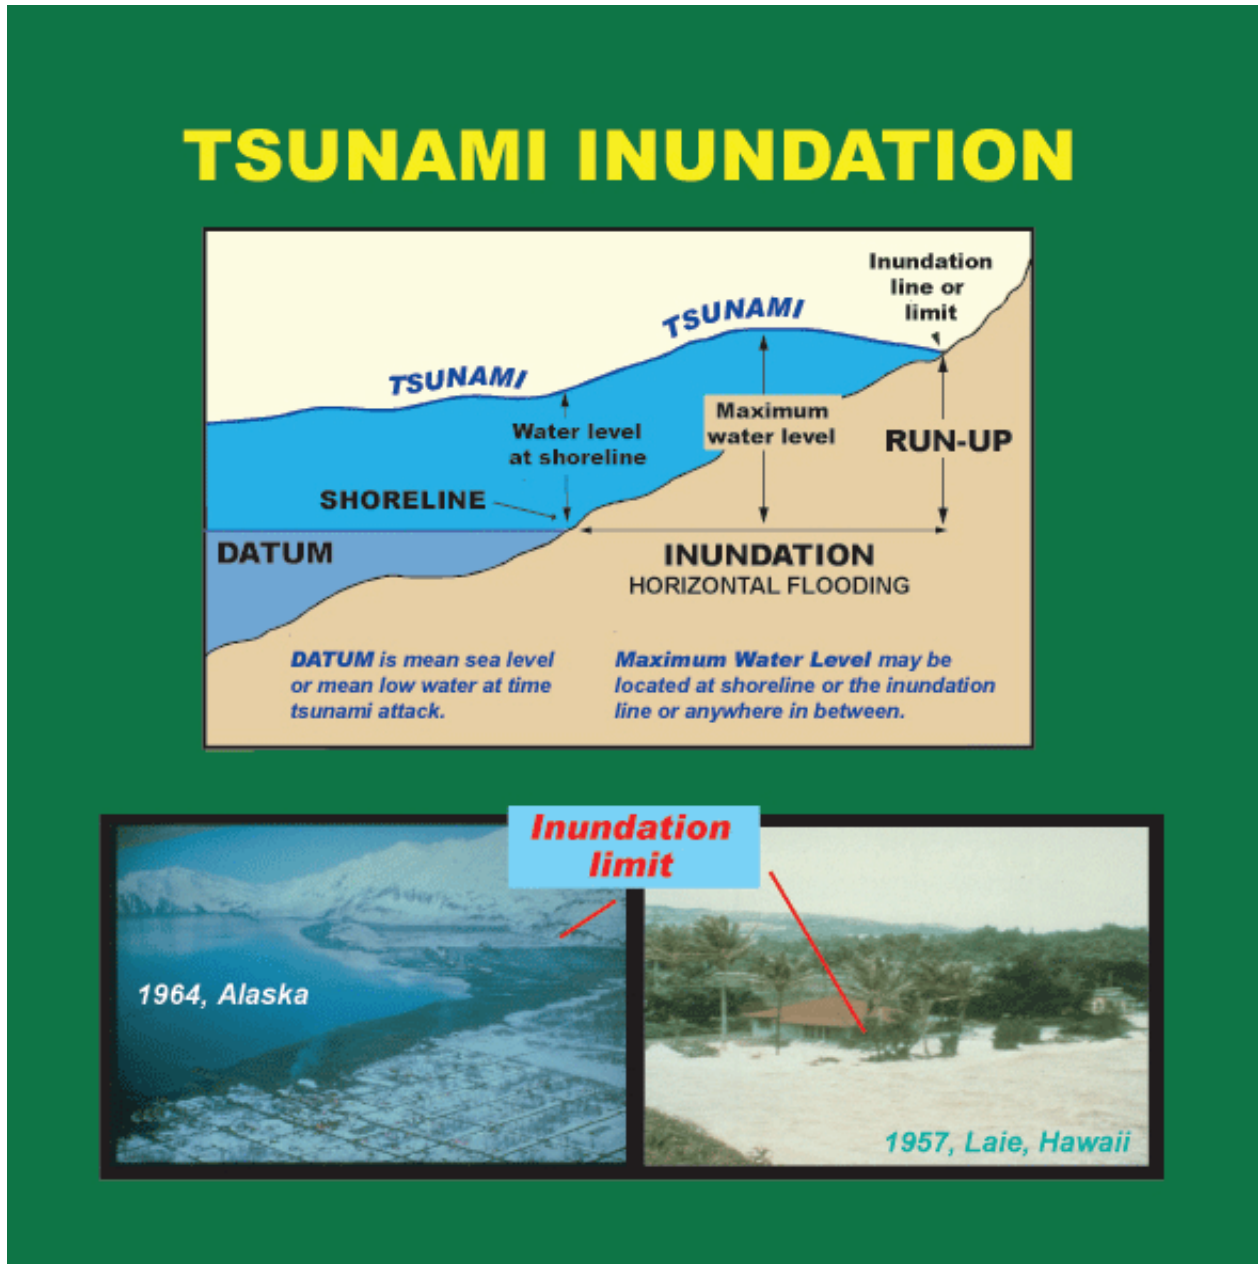 TSUNAMI INUNDATION
Inundation
line or
limit
TSUNAMI
TSUNAMI
Maximum
water level
Water level
at shoreline
RUN-UP
SHORELINE
DATUM
INUNDATION
HORIZONTAL FLOODING
DATUM is mean sea level
or mean low water at time
tsunami attack.
Maximum Water Level may be
located at shoreline or the inundation
line or anywhere in between.
Inundation
limit
1964, Alaska
1957, Laie, Hawaii